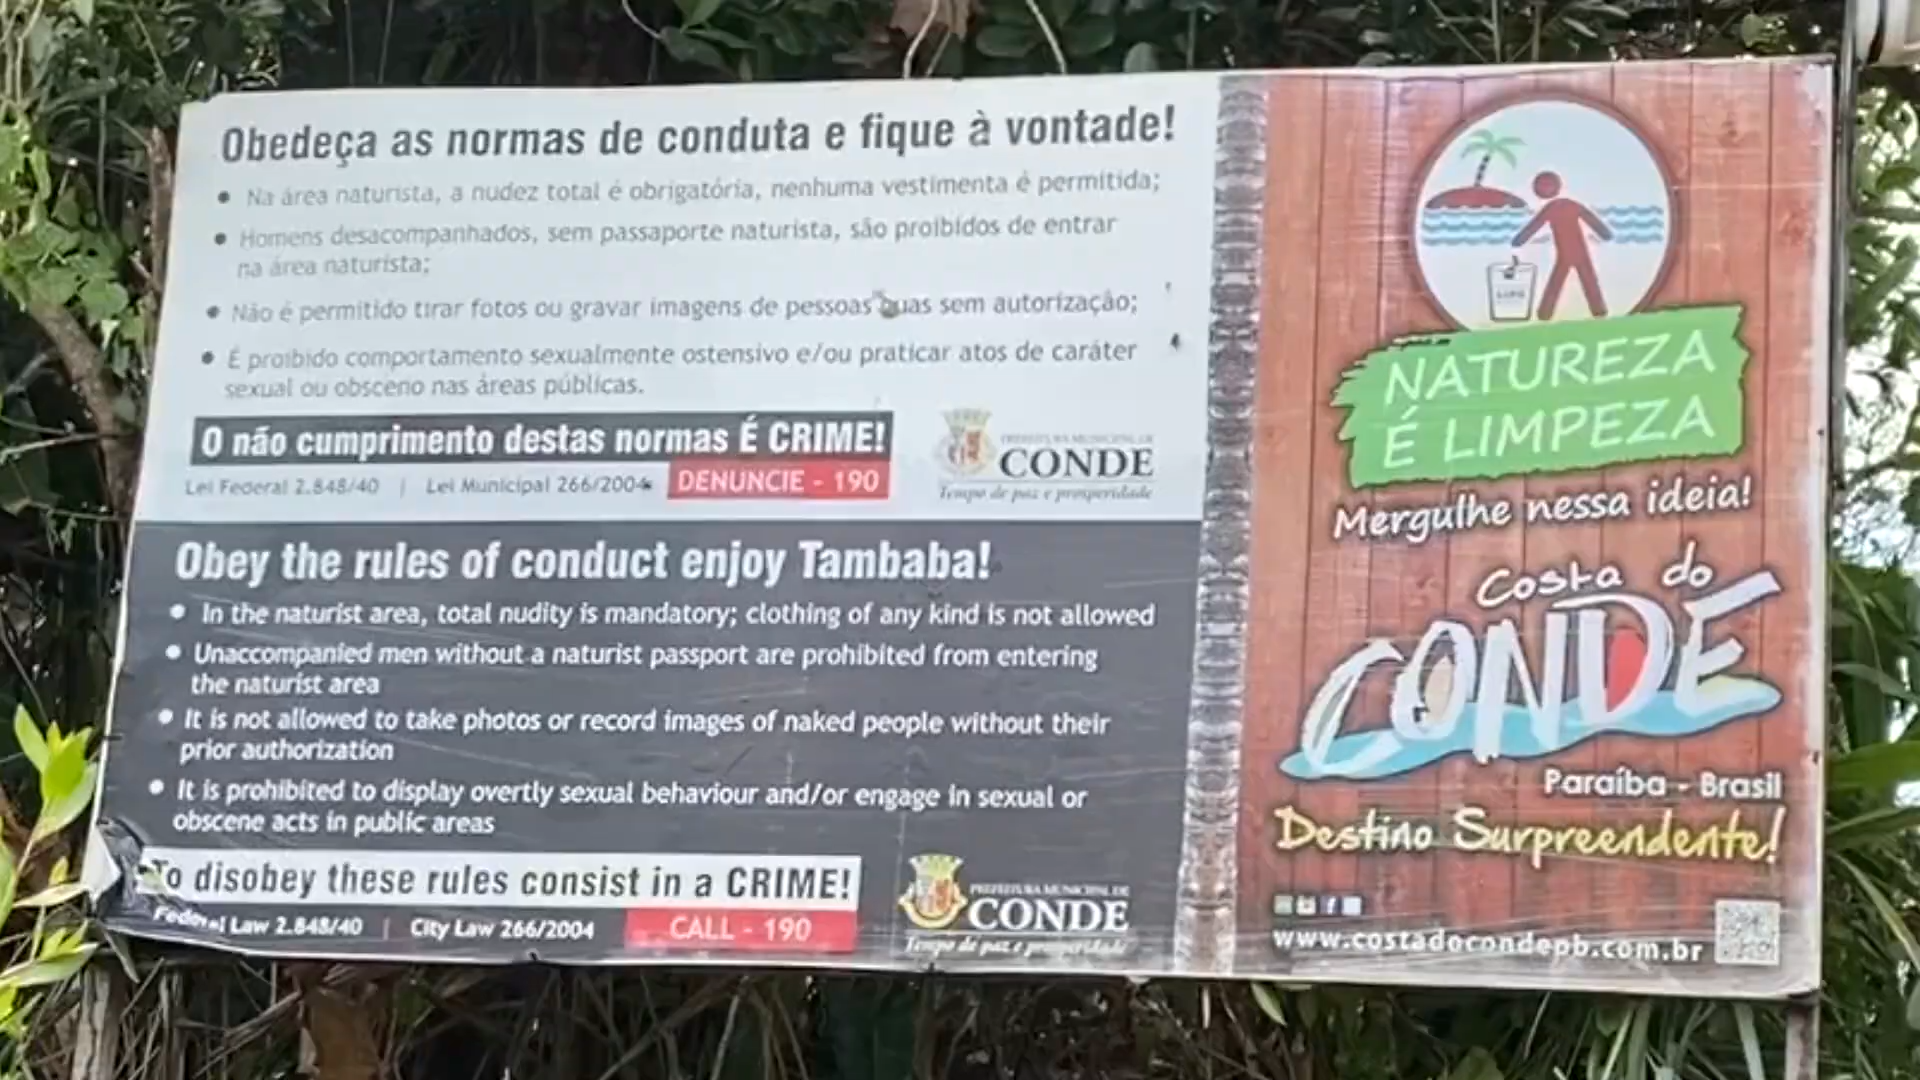 Obedeça as normas de conduta e fique à vontade!
• Na área naturista, a nudez total é obrigatória, nenhuma vestimenta é permitida;
• Homens desacompanhados, sem passaporte naturista, são proibidos de entrar
na área naturista;
• Não é permitido tirar fotos ou gravar imagens de pessoas nuas sem autorização;
• É proibido comportamento sexualmente ostensivo e/ou praticar atos de caráter
sexual ou obsceno nas áreas públicas.
O não cumprimento destas normas É CRIME!
Lei Federal 2.848/40 | Lei Municipal 266/2004
DENUNCIE - 190
PREFEITURA MUNICIPAL DE
CONDE
Tempo de paz e prosperidade
Obey the rules of conduct enjoy Tambaba!
• In the naturist area, total nudity is mandatory; clothing of any kind is not allowed
• Unaccompanied men without a naturist passport are prohibited from entering
the naturist area
• It is not allowed to take photos or record images of naked people without their
prior authorization
• It is prohibited to display overtly sexual behaviour and/or engage in sexual or
obscene acts in public areas
To disobey these rules consist in a CRIME!
Federal Law 2.848/40 | City Law 266/2004
CALL - 190
PREFEITURA MUNICIPAL DE
CONDE
Tempo de paz e prosperidade
LIXO
NATUREZA
É LIMPEZA
Mergulhe nessa ideia!
Costa do
CONDE
Paraíba - Brasil
Destino Surpreendente!
www.costadocondepb.com.br